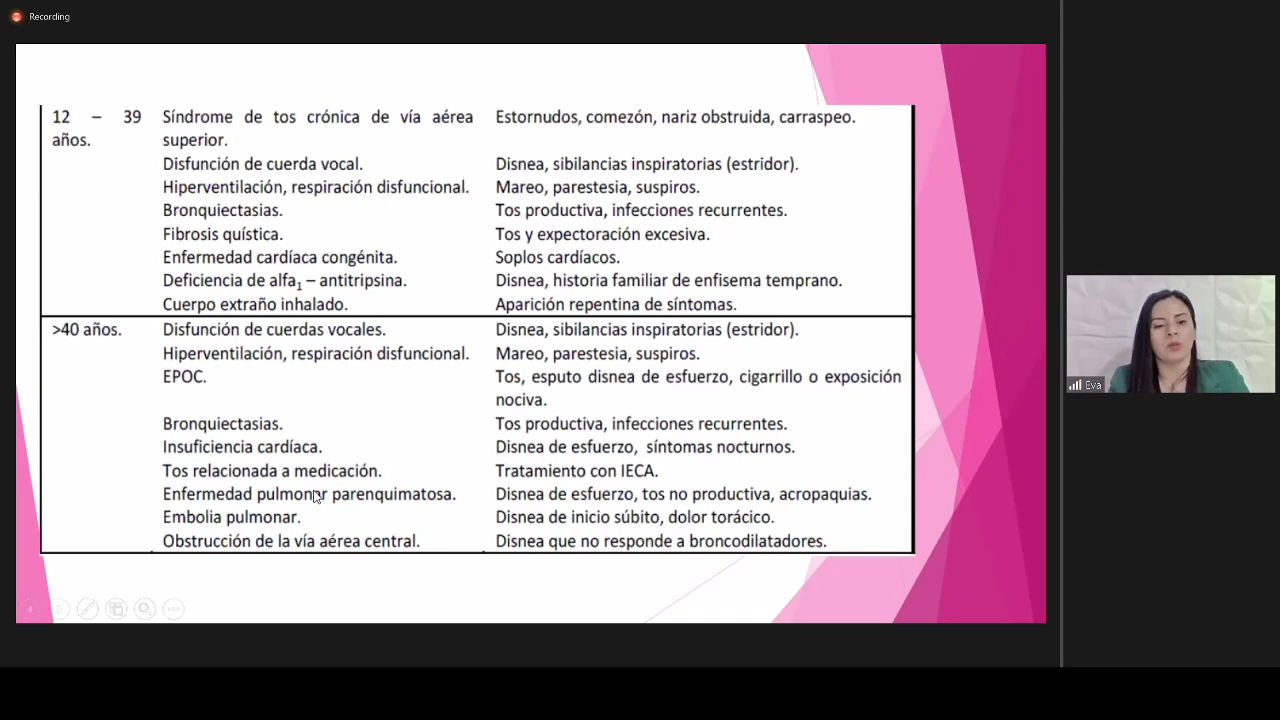 Recording
12 – 39 Síndrome de tos crónica de vía aérea Estornudos, comezón, nariz obstruida, carraspeo.
años. superior.
Disfunción de cuerda vocal. Disnea, sibilancias inspiratorias (estridor).
Hiperventilación, respiración disfuncional. Mareo, parestesia, suspiros.
Bronquiectasias. Tos productiva, infecciones recurrentes.
Fibrosis quística. Tos y expectoración excesiva.
Enfermedad cardíaca congénita. Soplos cardíacos.
Deficiencia de alfa1 – antitripsina. Disnea, historia familiar de enfisema temprano.
Cuerpo extraño inhalado. Aparición repentina de síntomas.
>40 años. Disfunción de cuerdas vocales. Disnea, sibilancias inspiratorias (estridor).
Hiperventilación, respiración disfuncional. Mareo, parestesia, suspiros.
EPOC. Tos, esputo disnea de esfuerzo, cigarrillo o exposición
nociva.
Bronquiectasias. Tos productiva, infecciones recurrentes.
Insuficiencia cardíaca. Disnea de esfuerzo, síntomas nocturnos.
Tos relacionada a medicación. Tratamiento con IECA.
Enfermedad pulmonar parenquimatosa. Disnea de esfuerzo, tos no productiva, acropaquias.
Embolia pulmonar. Disnea de inicio súbito, dolor torácico.
Obstrucción de la vía aérea central. Disnea que no responde a broncodilatadores.
Eva